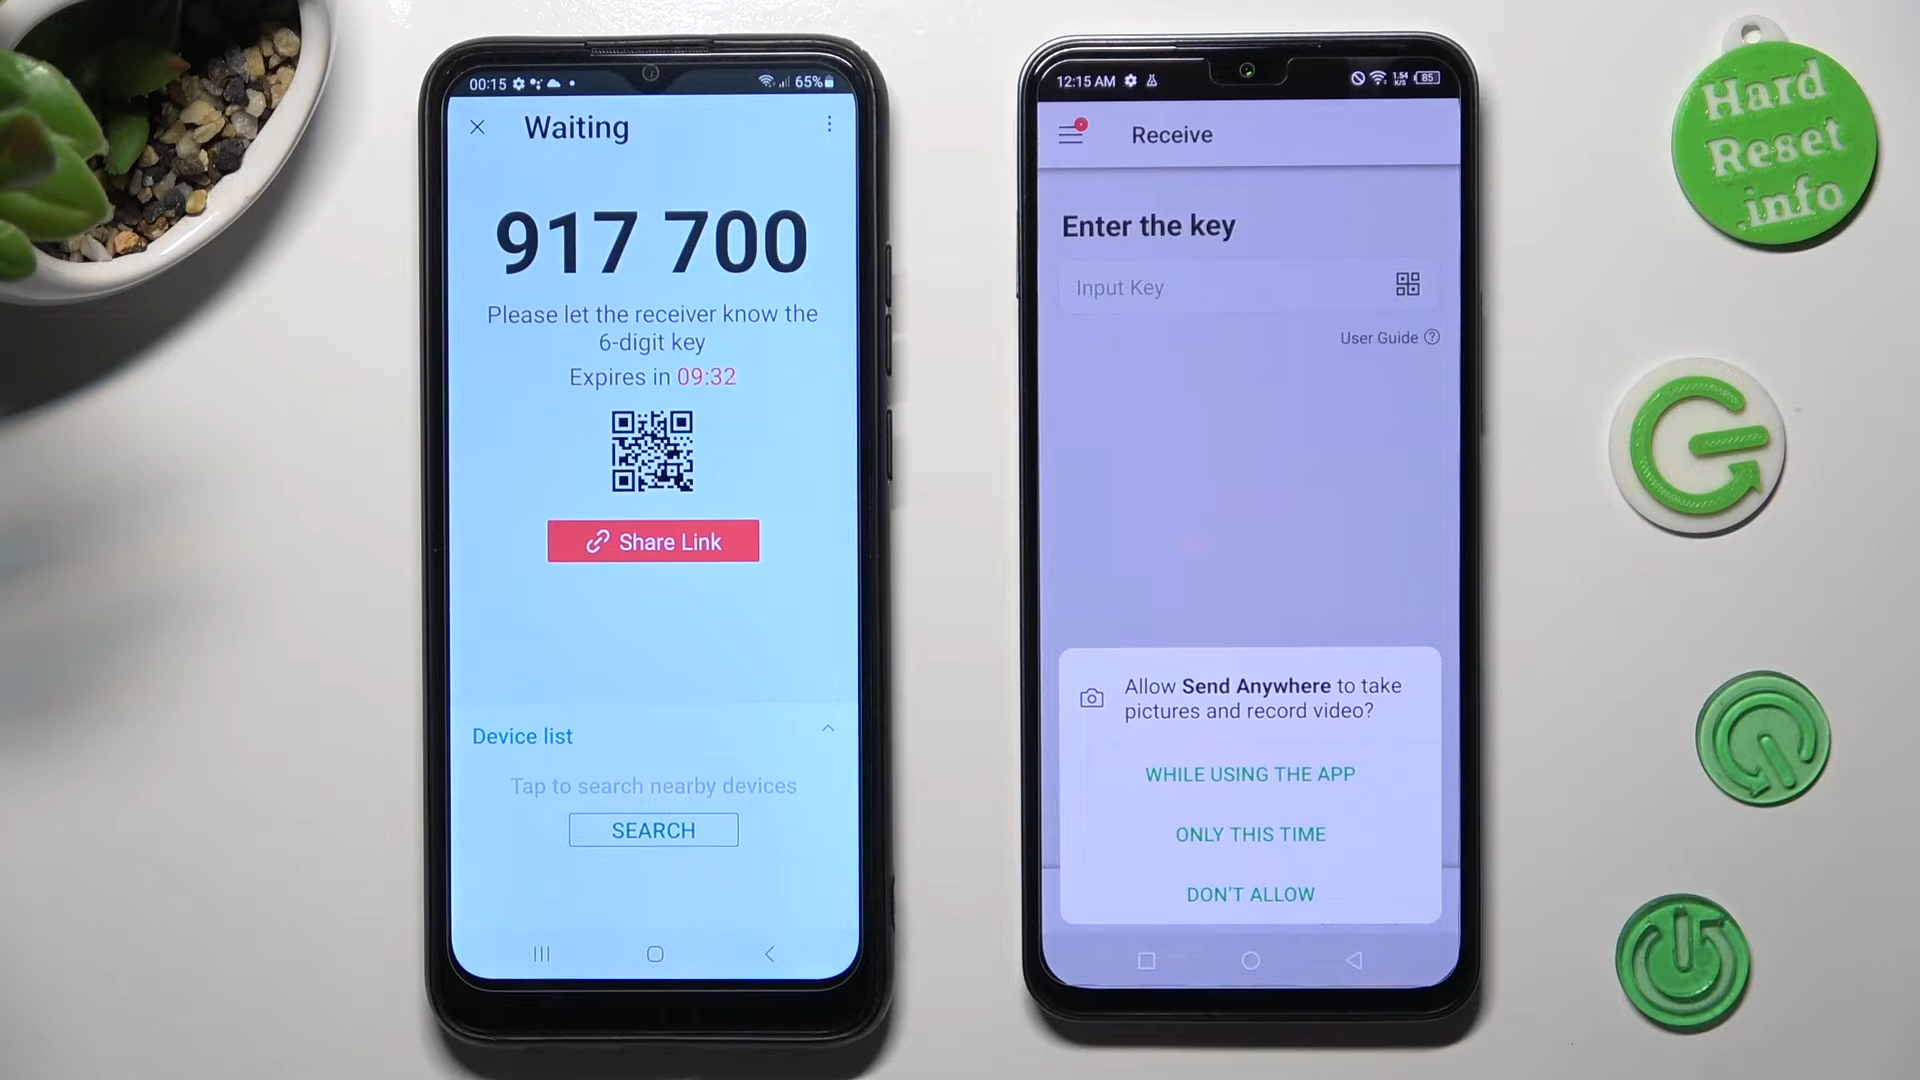 00:15
65%
Waiting
917 700
Please let the receiver know the
6-digit key
Expires in 09:32
Share Link
Device list
Tap to search nearby devices
SEARCH
12:15 AM
1.54
K/S
85
Receive
Enter the key
Input Key
User Guide
Allow Send Anywhere to take
pictures and record video?
WHILE USING THE APP
ONLY THIS TIME
DON'T ALLOW
Hard
Reset
.info